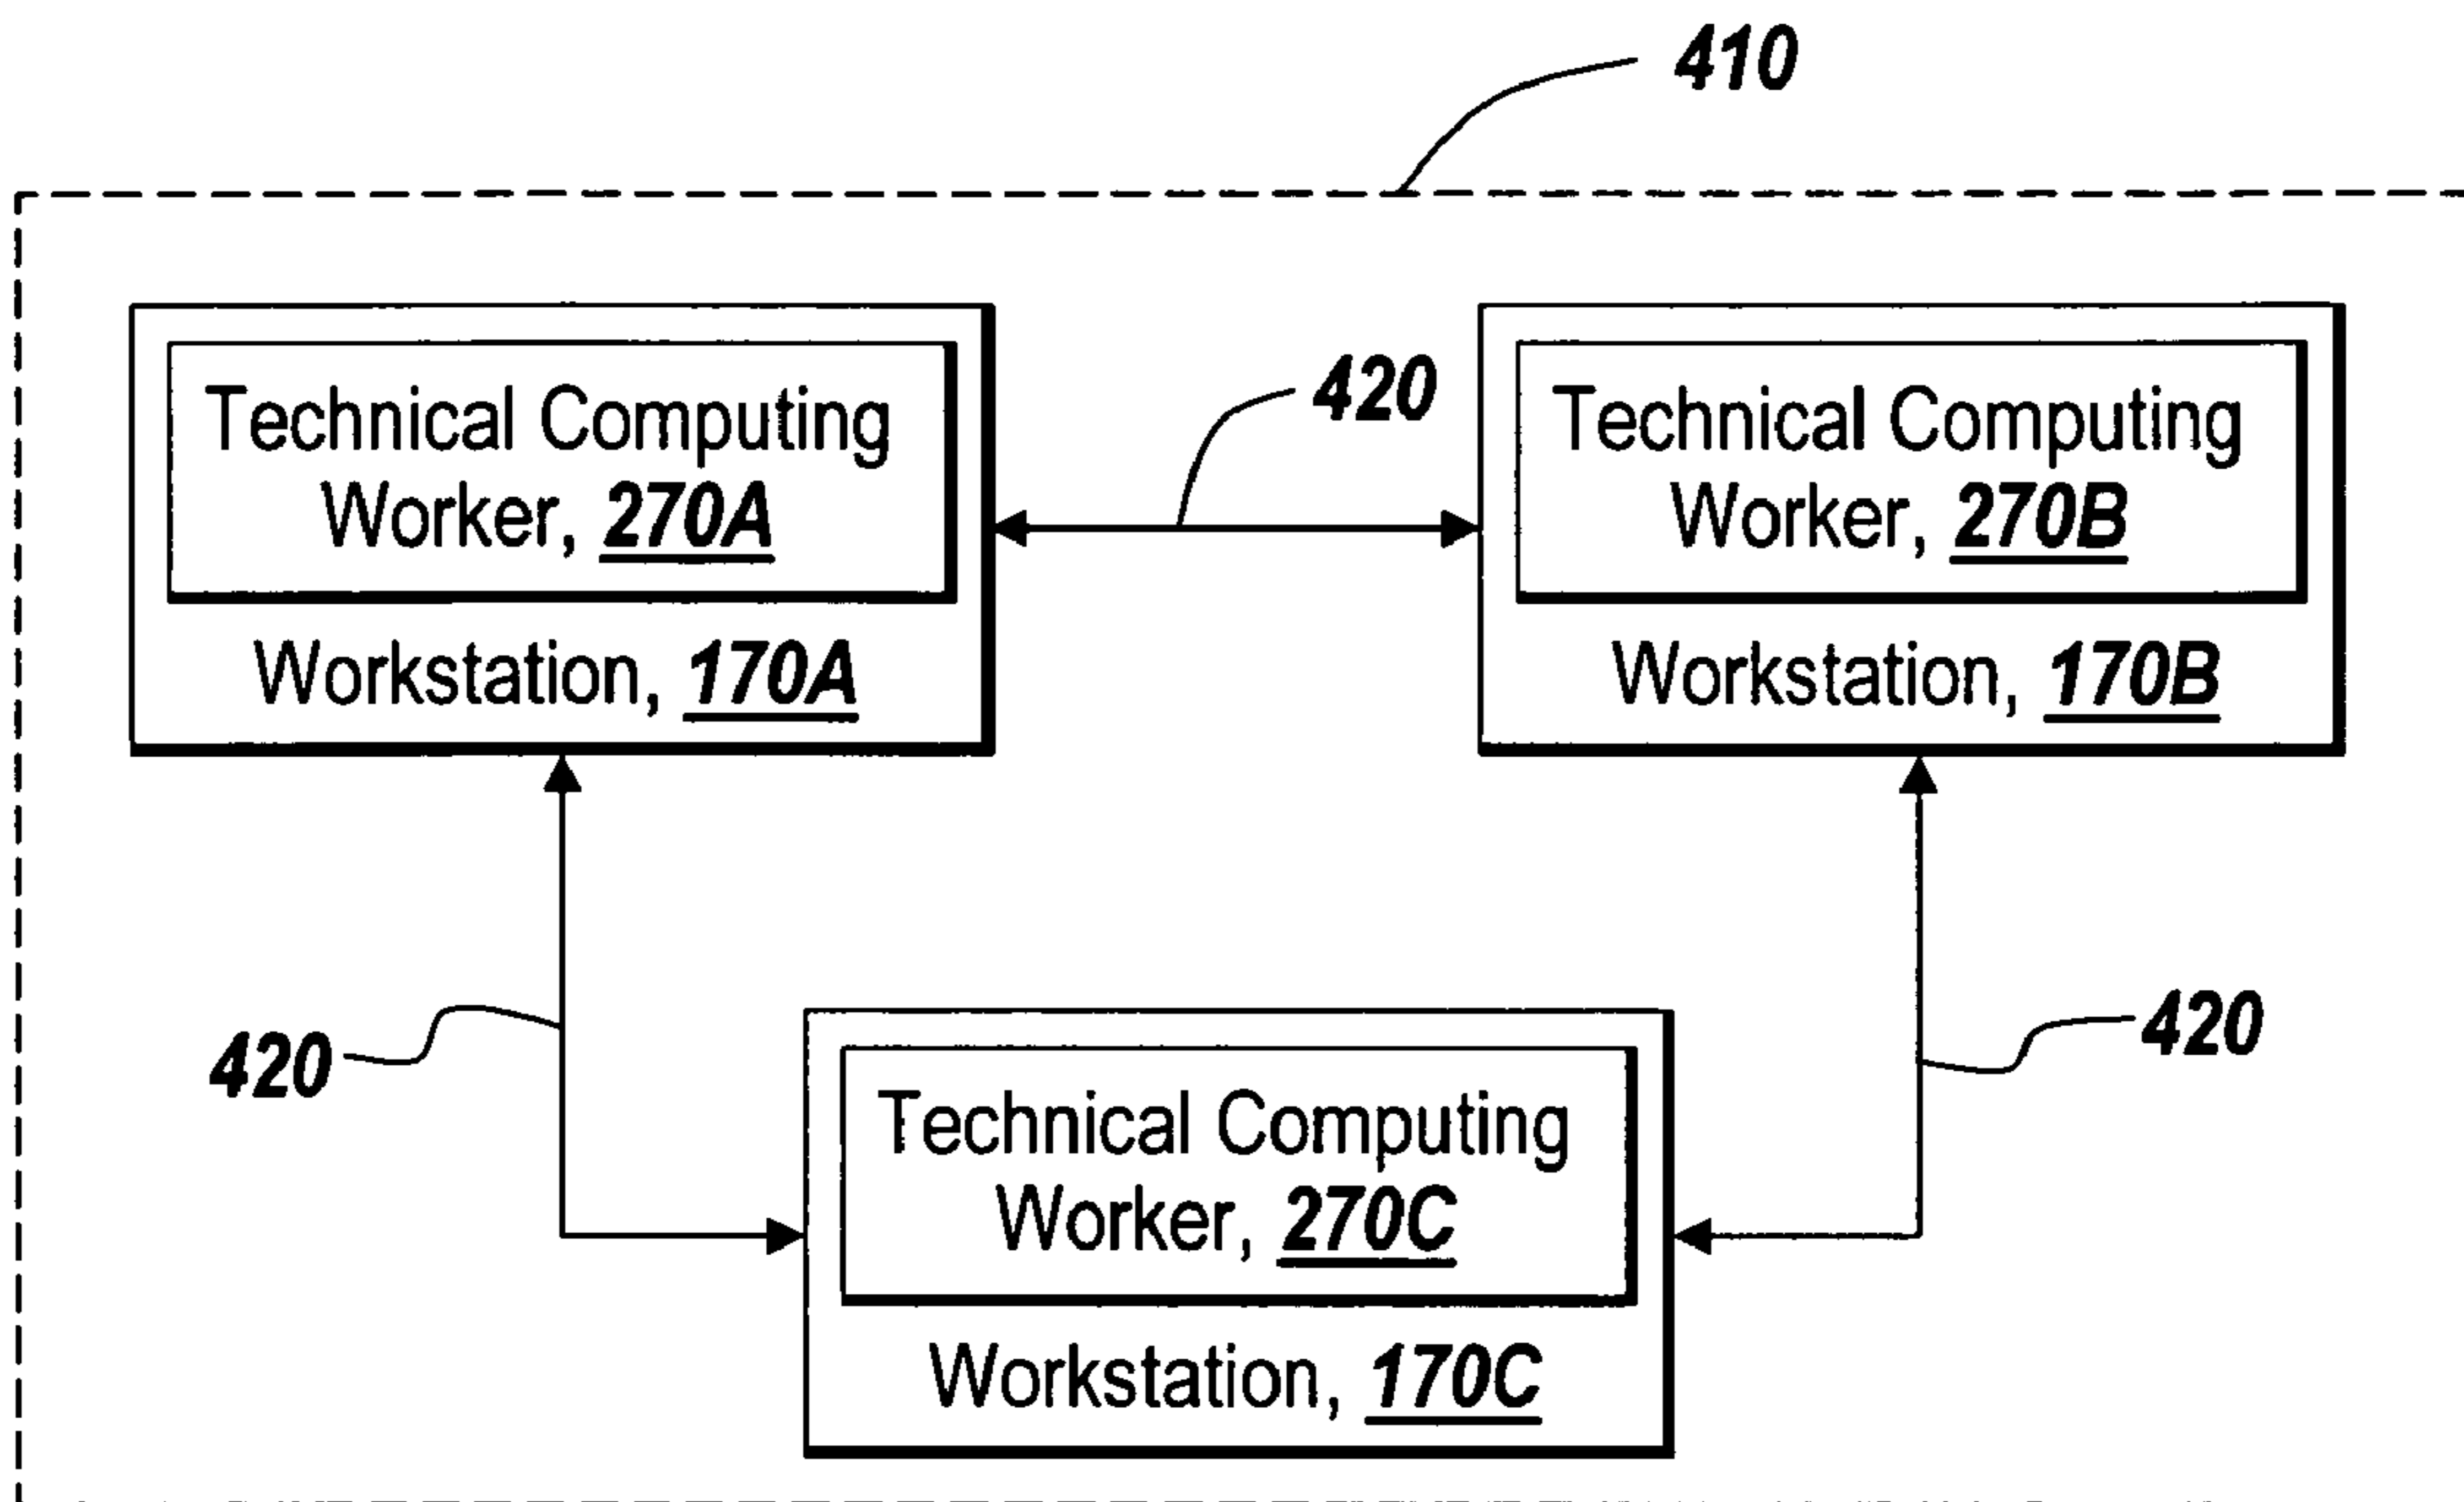 410
420
Technical Computing
Worker, 270A
Workstation, 170A
Technical Computing
Worker, 270B
Workstation, 170B
420
420
Technical Computing
Worker, 270C
Workstation, 170C